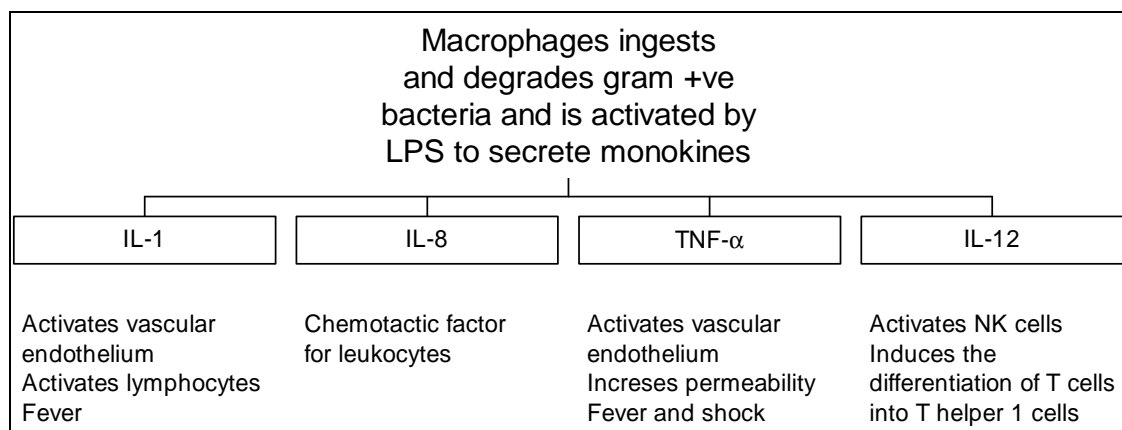 Macrophages ingests
and degrades gram +ve
bacteria and is activated by
LPS to secrete monokines
IL-1
IL-8
TNF-α
IL-12
Activates vascular
endothelium
Activates lymphocytes
Fever
Chemotactic factor
for leukocytes
Activates vascular
endothelium
Increses permeability
Fever and shock
Activates NK cells
Induces the
differentiation of T cells
into T helper 1 cells